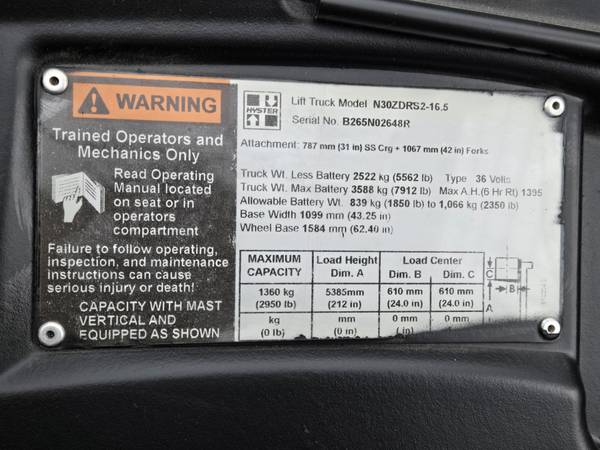 WARNING
Trained Operators and
Mechanics Only
Read Operating
Manual located
on seat or in
operators
compartment
Failure to follow operating,
inspection, and maintenance
instructions can cause
serious injury or death!
CAPACITY WITH MAST
VERTICAL AND
EQUIPPED AS SHOWN
HYSTER
Lift Truck Model N30ZDRS2-16.5
Serial No. B265N02648R
Attachment: 787 mm (31 in) SS Crg + 1067 mm (42 in) Forks
Truck Wt. Less Battery 2522 kg (5562 lb) Type 36 Volts
Truck Wt. Max Battery 3588 kg (7912 lb) Max A.H.(6 Hr Rt) 1395
Allowable Battery Wt. 839 kg (1850 lb) to 1,066 kg (2350 lb)
Base Width 1099 mm (43.25 in)
Wheel Base 1584 mm (62.40 in)
MAXIMUM CAPACITY Load Height Dim. A Load Center Dim. B Dim. C
1360 kg 5385mm 610 mm 610 mm
(2950 lb) (212 in) (24.0 in) (24.0 in)
kg mm 0 mm 0 mm
(0 lb) (0 in) in)
C
B
A